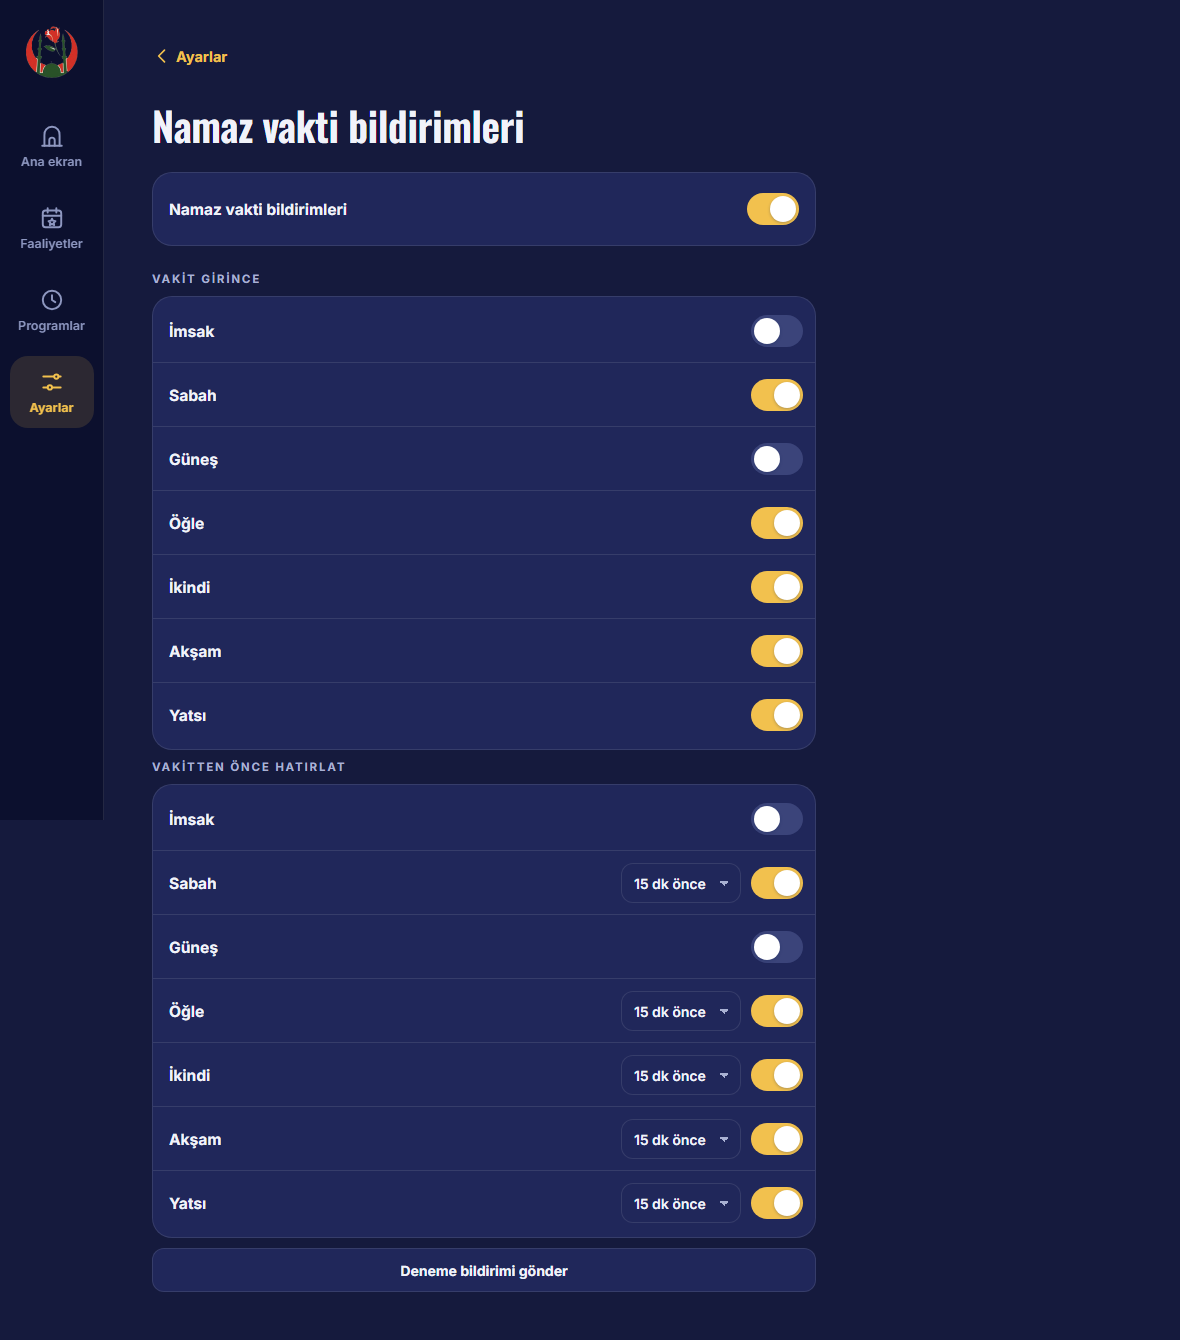 Ayarlar
Namaz vakti bildirimleri
Namaz vakti bildirimleri
VAKİT GİRİNCE
İmsak
Sabah
Güneş
Öğle
İkindi
Akşam
Yatsı
VAKİTTEN ÖNCE HATIRLAT
İmsak
Sabah 15 dk önce
Güneş
Öğle 15 dk önce
İkindi 15 dk önce
Akşam 15 dk önce
Yatsı 15 dk önce
Deneme bildirimi gönder
Ana ekran
Faaliyetler
Programlar
Ayarlar